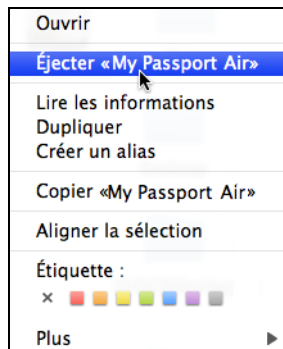 Ouvrir
Éjecter «My Passport Air»
Lire les informations
Dupliquer
Créer un alias
Copier «My Passport Air»
Aligner la sélection
Étiquette :
×
Plus